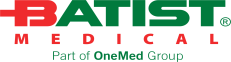 BATIST®
MEDICAL
Part of OneMed Group